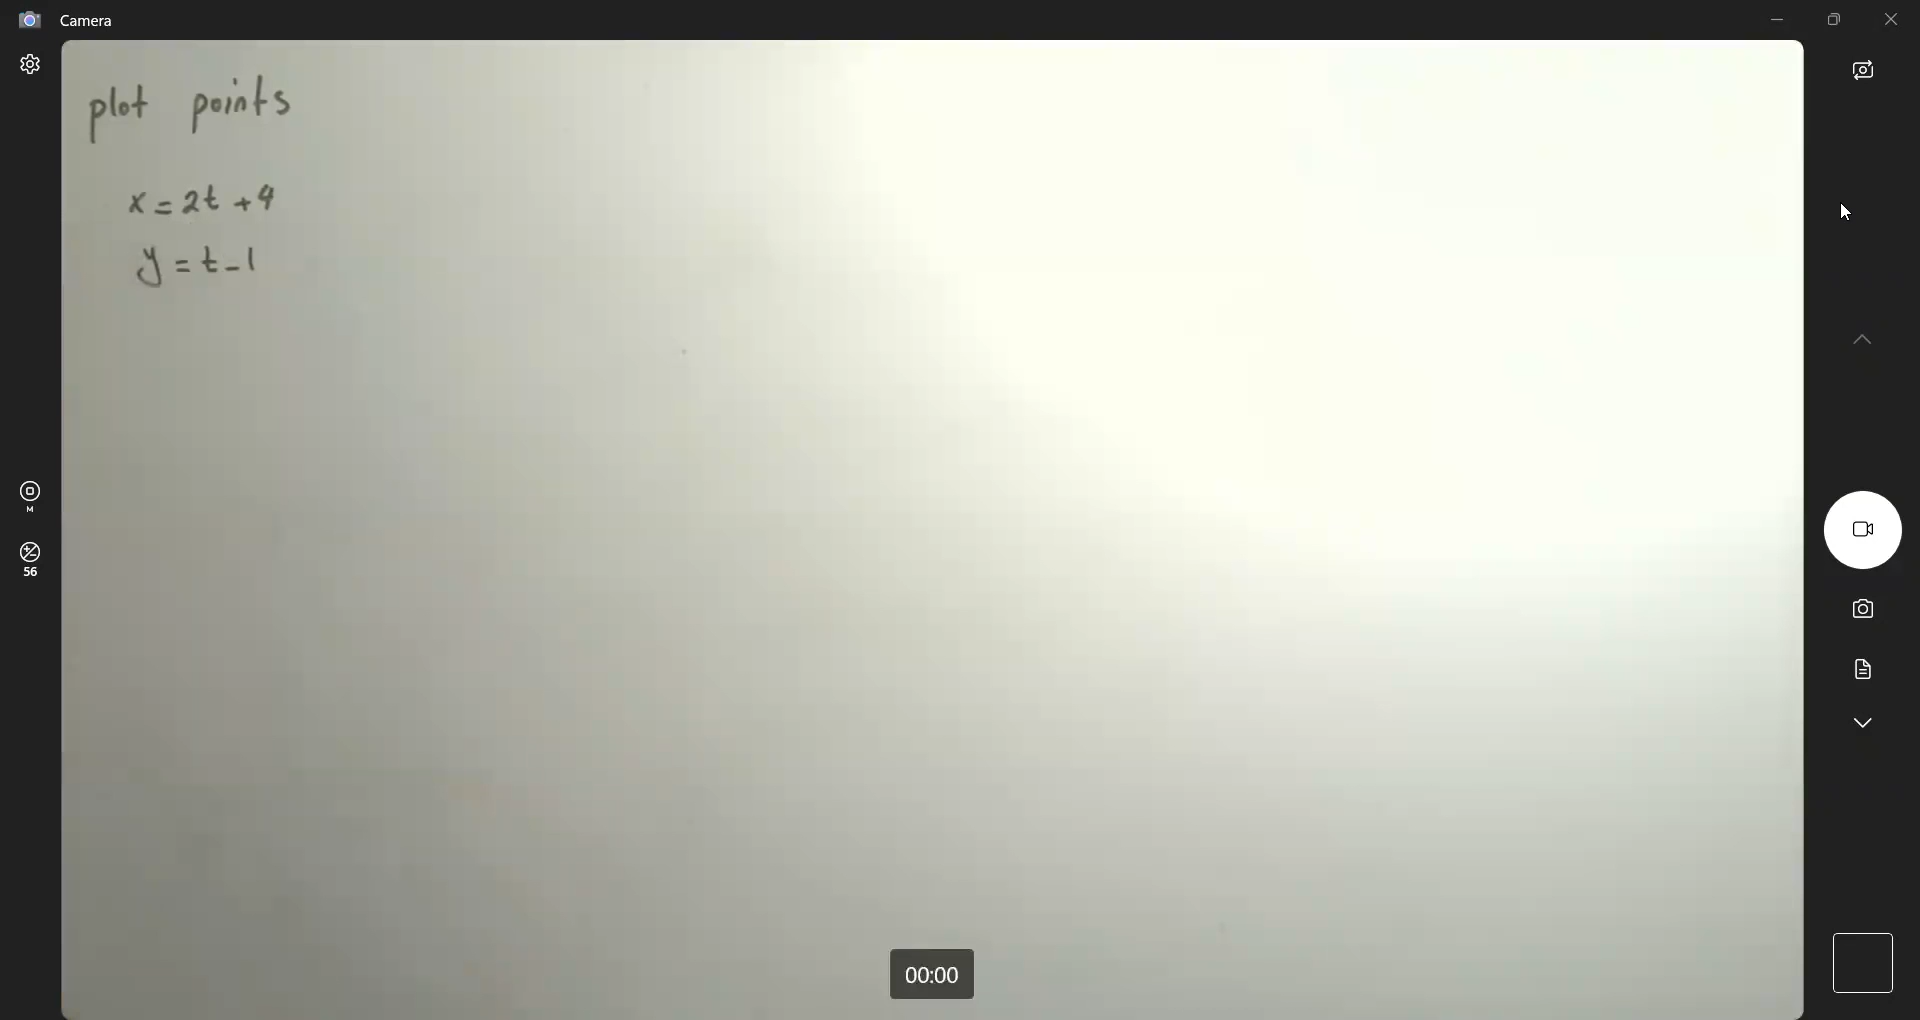 Camera
plot points
x = 2t + 4
y = t - 1
M
56
00:00